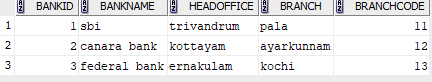 BANKID BANKNAME HEADOFFICE BRANCH BRANCHCODE
1 1 sbi trivandrum pala 11
2 2 canara bank kottayam ayarkunnam 12
3 3 federal bank ernakulam kochi 13